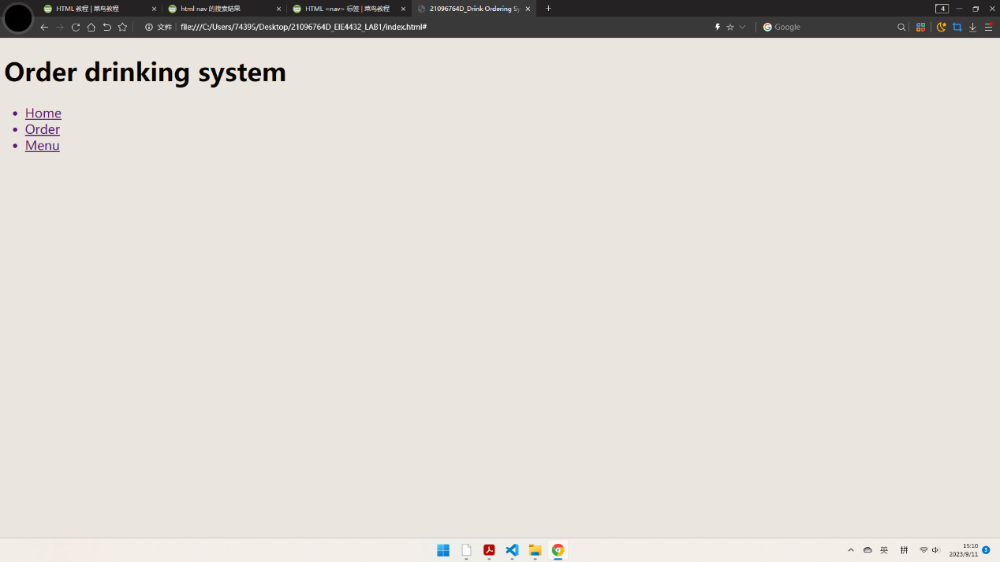 HTML 教程 | 菜鸟教程
html nav 的搜索结果
HTML <nav> 标签 | 菜鸟教程
21096764D_Drink Ordering Sy
4
文件
file:///C:/Users/74395/Desktop/21096764D_EIE4432_LAB1/index.html#
Google
Order drinking system
Home
Order
Menu
英
拼
15:10
2023/9/11
3